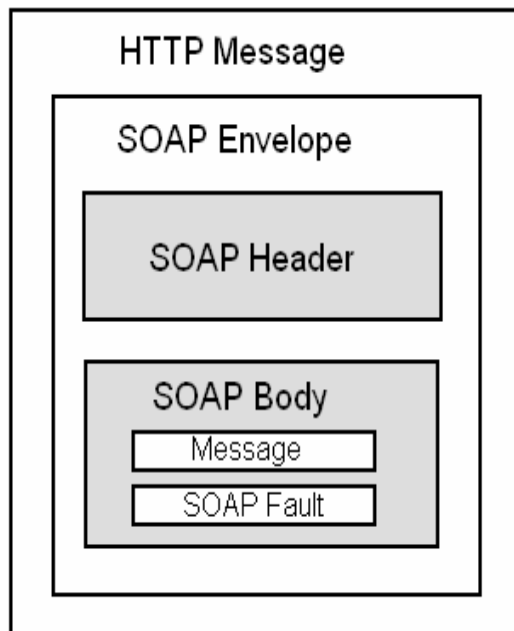 HTTP Message
SOAP Envelope
SOAP Header
SOAP Body
Message
SOAP Fault